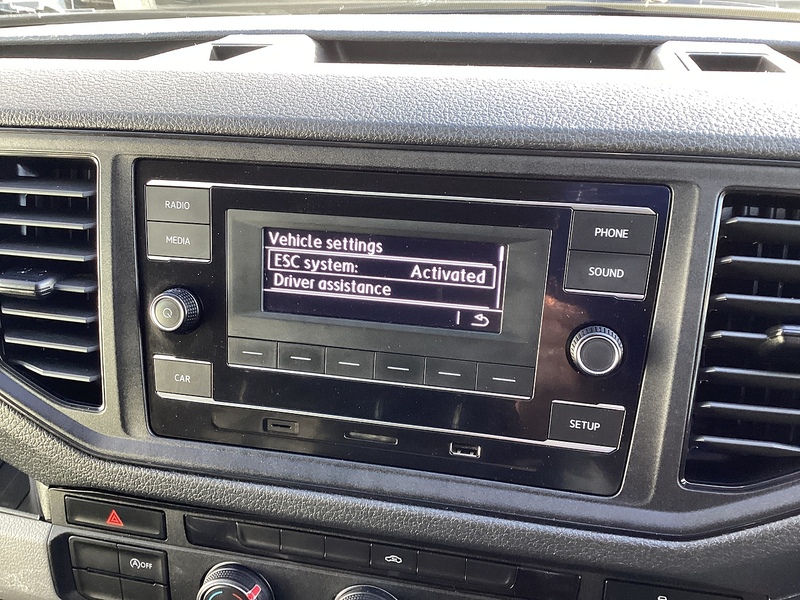 RADIO
MEDIA
PHONE
SOUND
Vehicle settings
ESC system: Activated
Driver assistance
CAR
SETUP
A OFF